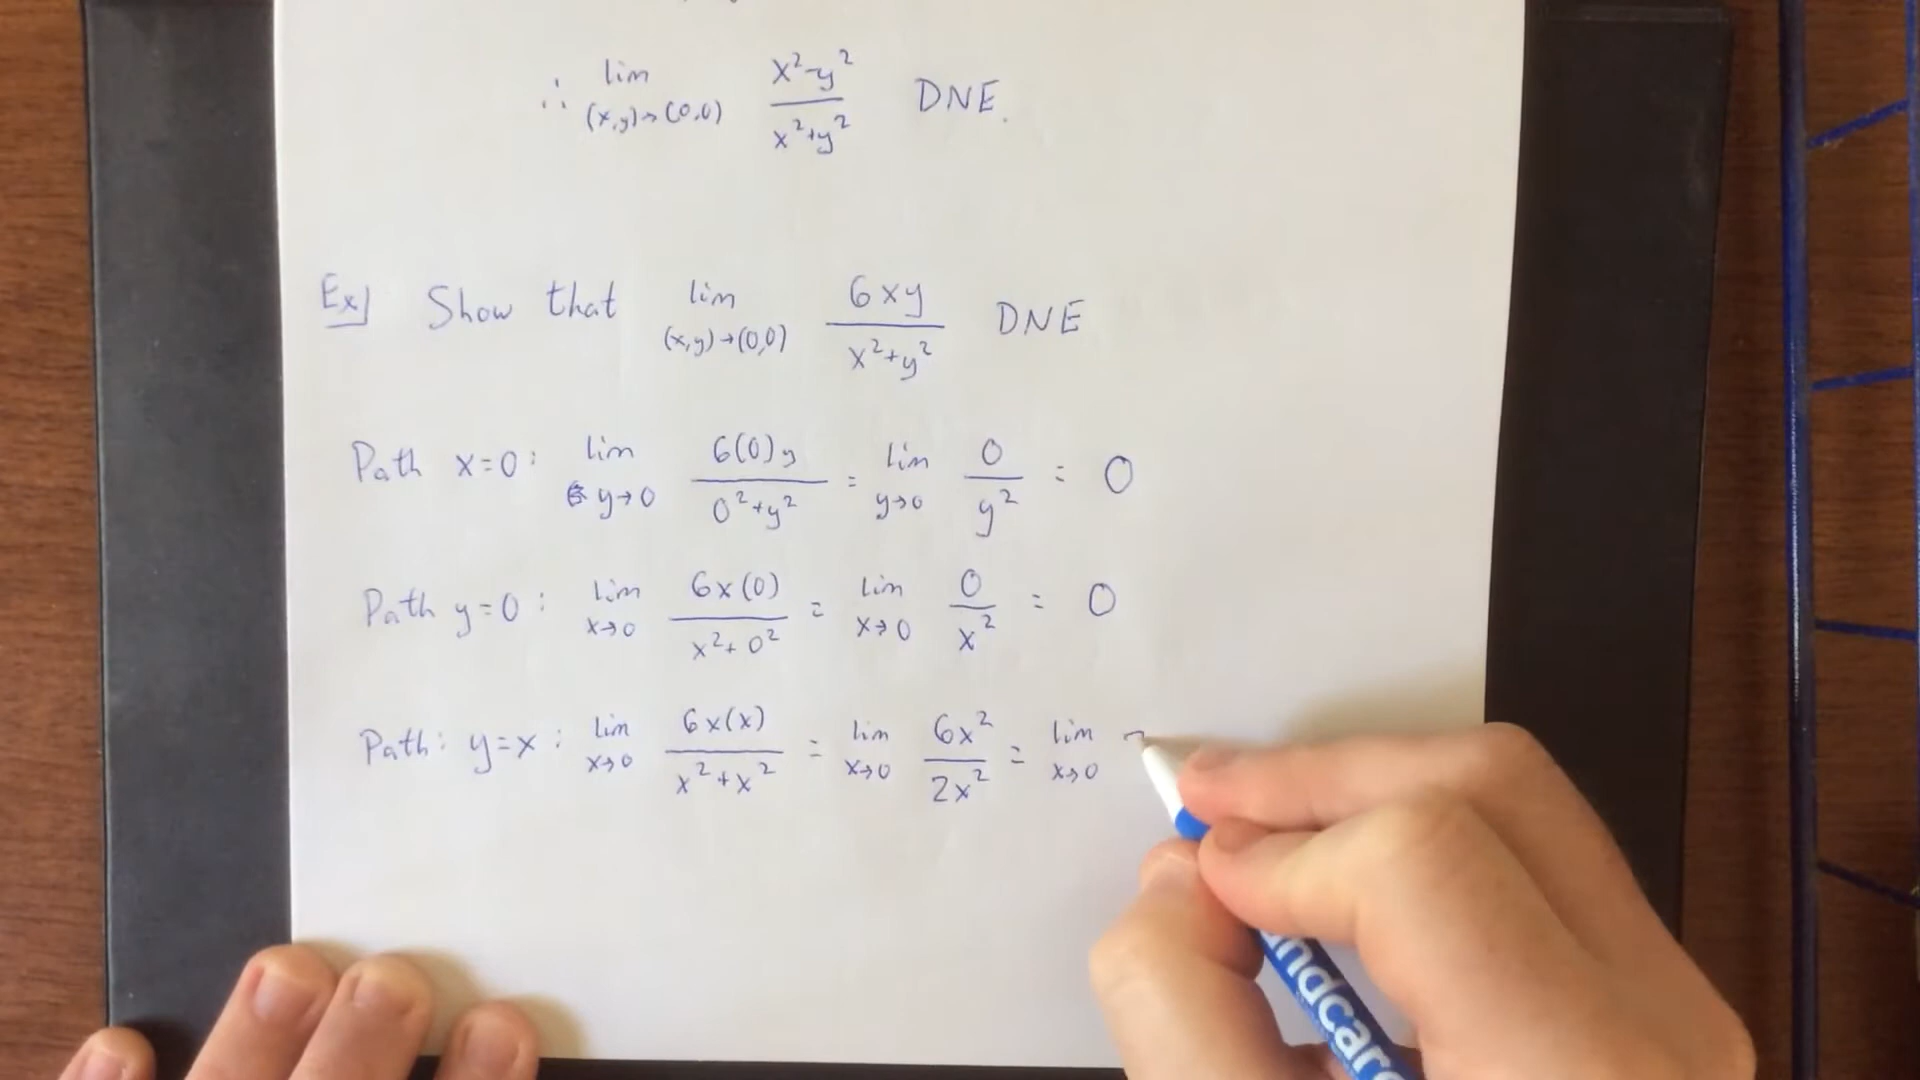 ∴ lim (x,y)→(0,0) x²-y² / x²+y² DNE.
Ex] Show that lim (x,y)→(0,0) 6xy / x²+y² DNE
Path x=0: lim y→0 6(0)y / 0²+y² = lim y→0 0 / y² = 0
Path y=0: lim x→0 6x(0) / x²+0² = lim x→0 0 / x² = 0
Path: y=x: lim x→0 6x(x) / x²+x² = lim x→0 6x² / 2x² = lim x→0